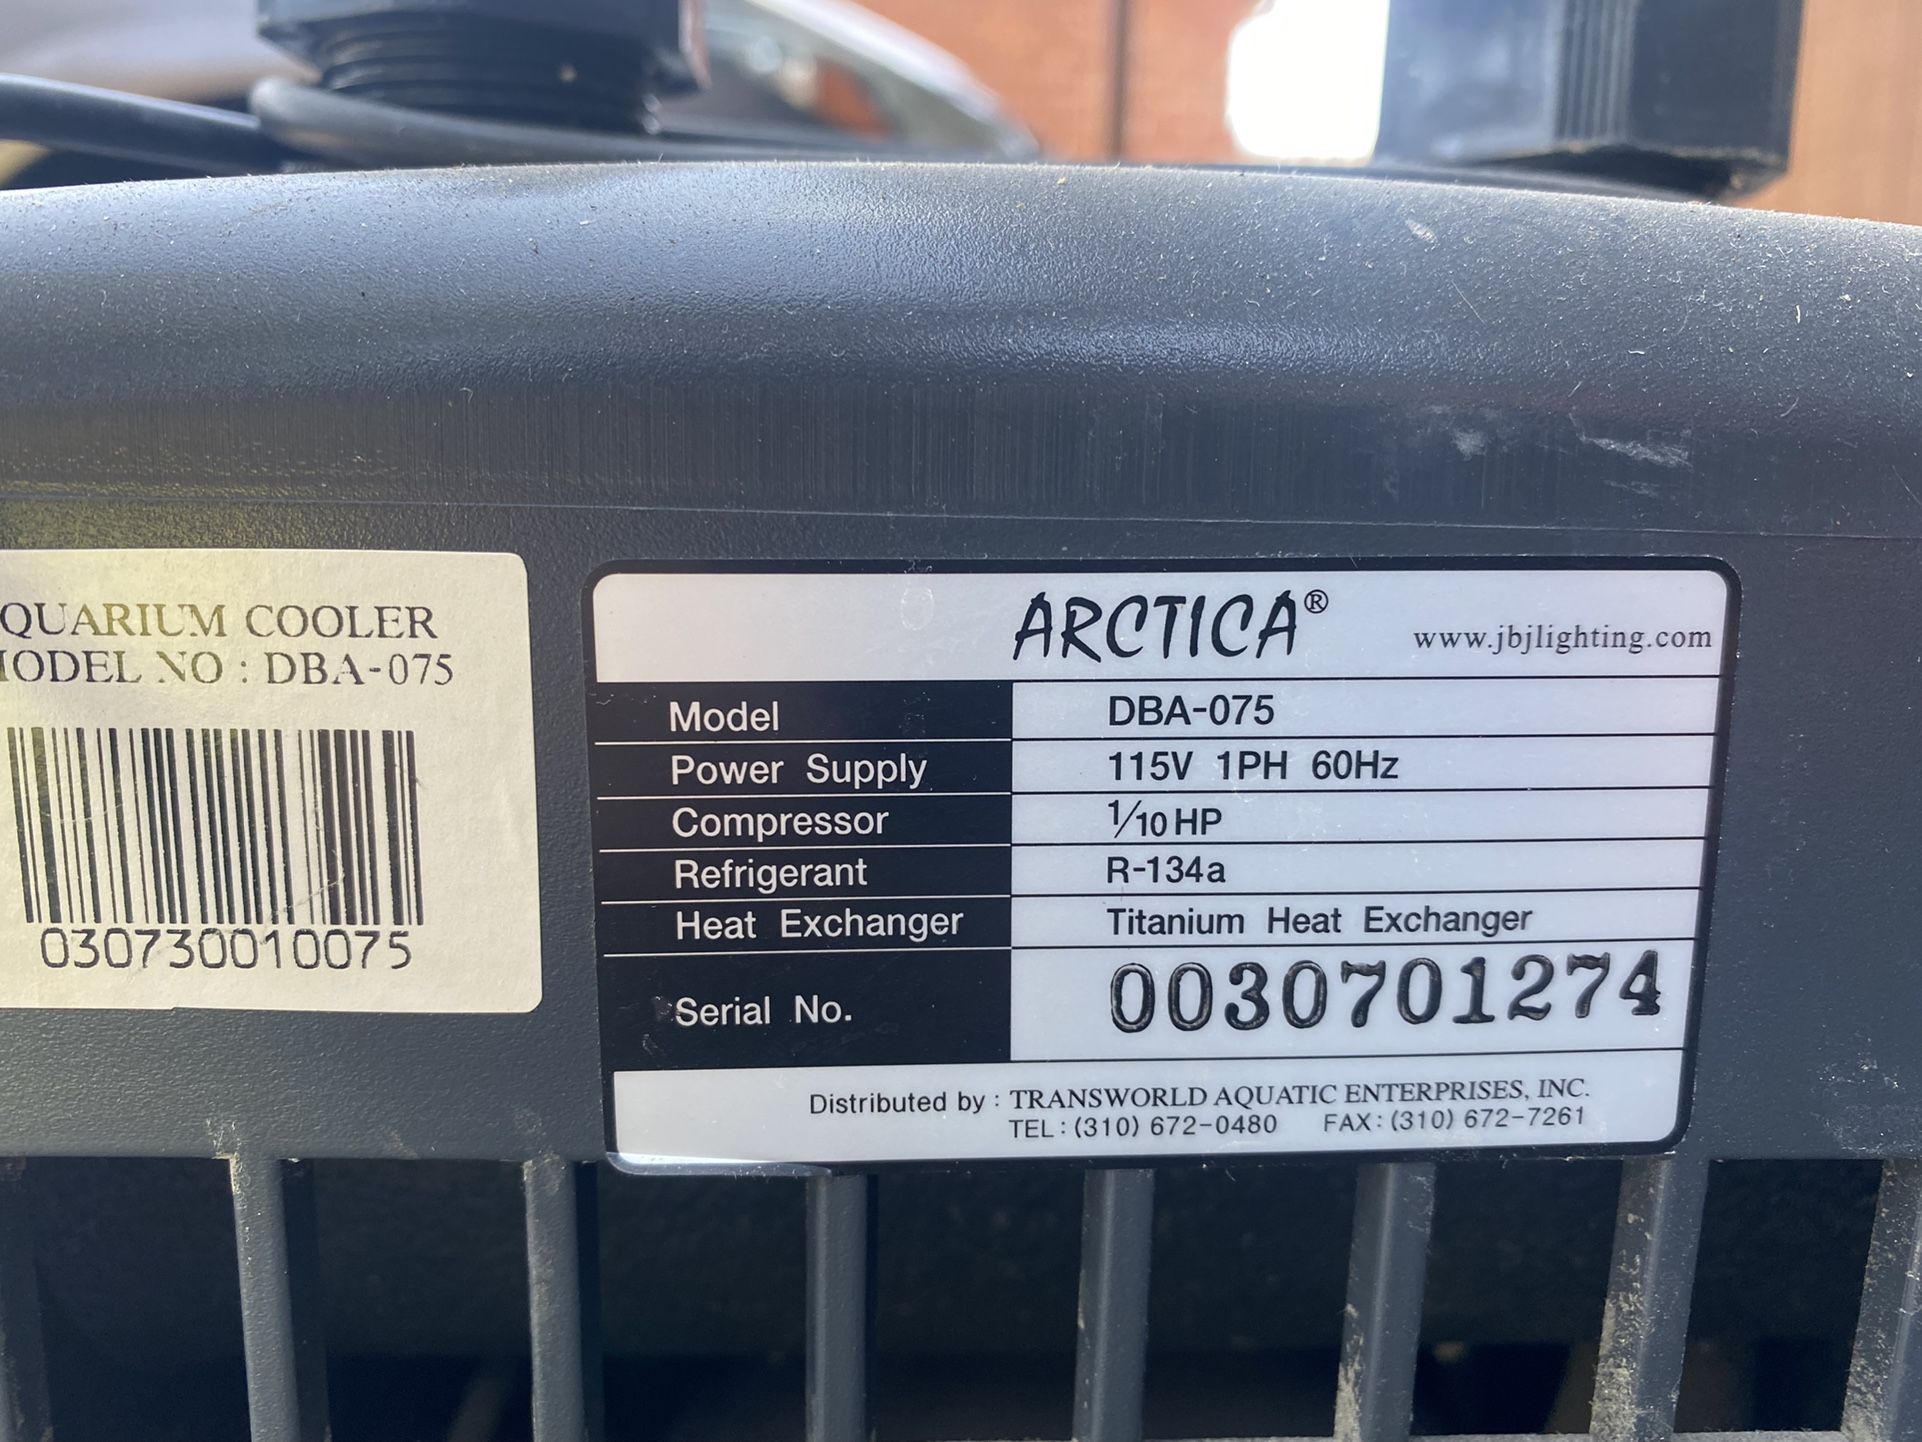 QUARIUM COOLER
ODEL NO : DBA-075
030730010075
ARCTICA® www.jbjlighting.com
Model DBA-075
Power Supply 115V 1PH 60Hz
Compressor 1/10 HP
Refrigerant R-134a
Heat Exchanger Titanium Heat Exchanger
Serial No. 0030701274
Distributed by : TRANSWORLD AQUATIC ENTERPRISES, INC.
TEL : (310) 672-0480 FAX : (310) 672-7261